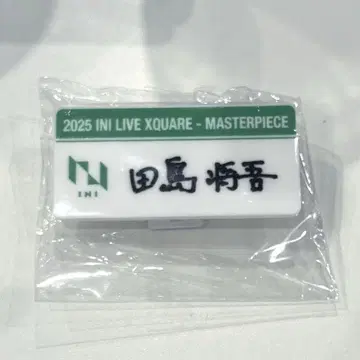 2025 INI LIVE XQUARE - MASTERPIECE
INI
田島 将吾